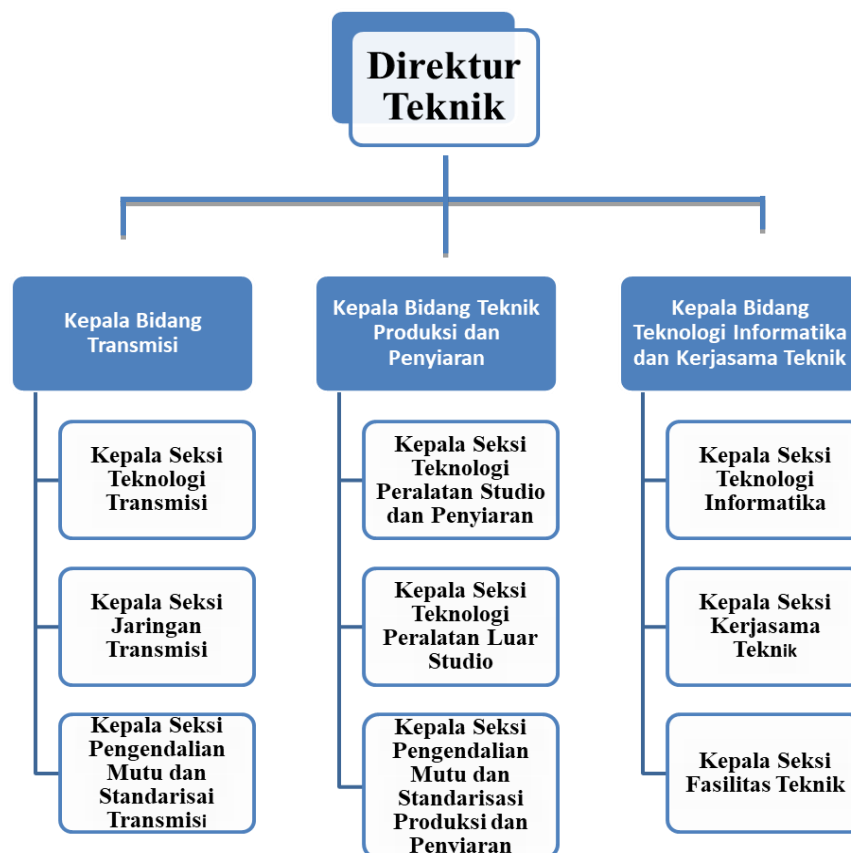 Direktur
Teknik
Kepala Bidang
Transmisi
Kepala Seksi
Teknologi
Transmisi
Kepala Seksi
Jaringan
Transmisi
Kepala Seksi
Pengendalian
Mutu dan
Standarisai
Transmisi
Kepala Bidang Teknik
Produksi dan
Penyiaran
Kepala Seksi
Teknologi
Peralatan Studio
dan Penyiaran
Kepala Seksi
Teknologi
Peralatan Luar
Studio
Kepala Seksi
Pengendalian
Mutu dan
Standarisasi
Produksi dan
Penyiaran
Kepala Bidang
Teknologi Informatika
dan Kerjasama Teknik
Kepala Seksi
Teknologi
Informatika
Kepala Seksi
Kerjasama
Teknik
Kepala Seksi
Fasilitas Teknik